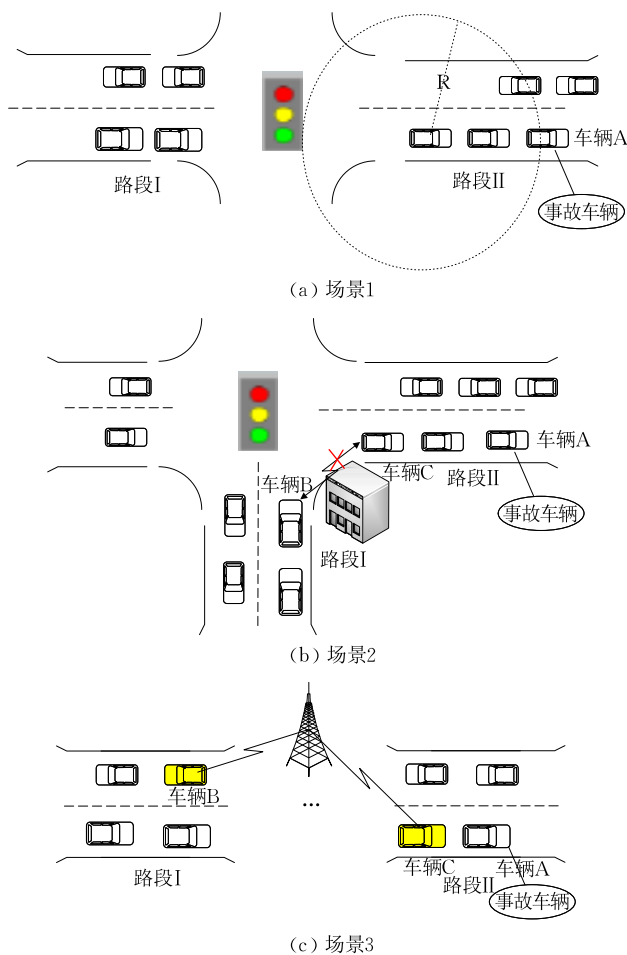 R
车辆A
路段I
路段II
事故车辆
(a) 场景1
车辆A
车辆B
车辆C
路段II
事故车辆
路段I
(b) 场景2
车辆B
...
车辆C
车辆A
路段I
路段II
事故车辆
(c) 场景3